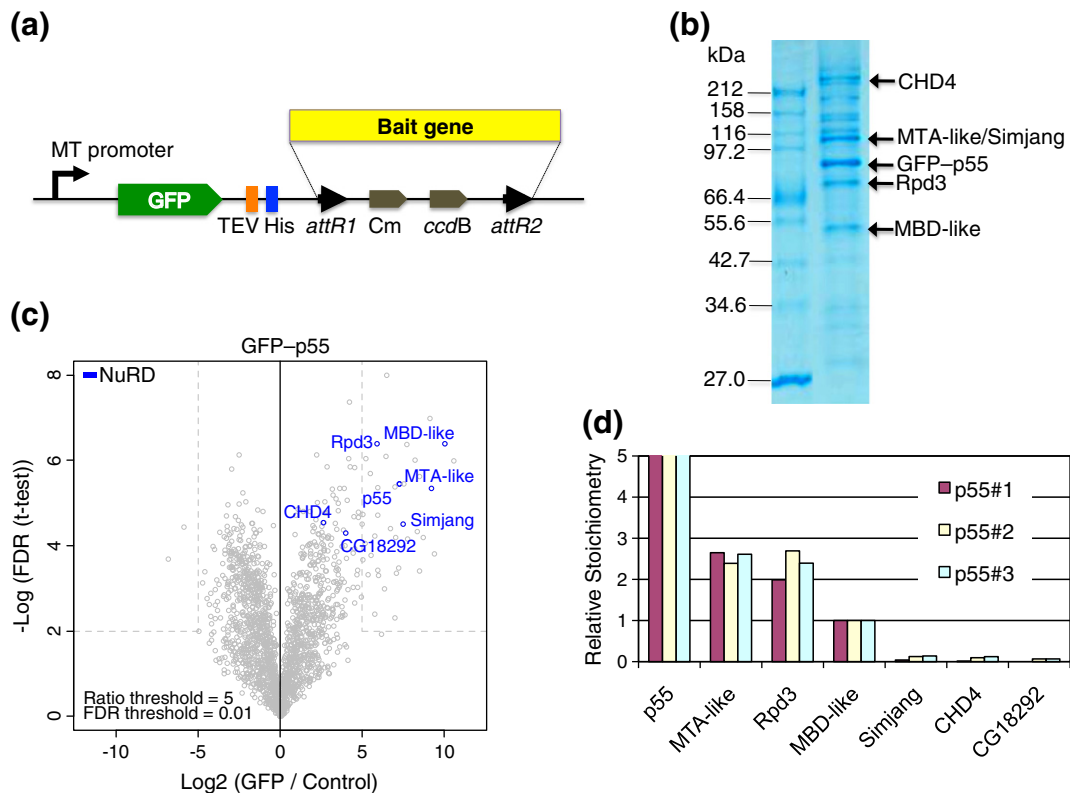 (a)
Bait gene
MT promoter
GFP
TEV His attR1 Cm ccdB attR2
(b)
kDa
212
158
116
97.2
66.4
55.6
42.7
34.6
27.0
CHD4
MTA-like/Simjang
GFP–p55
Rpd3
MBD-like
(c)
GFP–p55
NuRD
-Log (FDR (t-test))
8
6
4
2
0
Rpd3
MBD-like
MTA-like
p55
CHD4
Simjang
CG18292
Ratio threshold = 5
FDR threshold = 0.01
-10 -5 0 5 10
Log2 (GFP / Control)
(d)
Relative Stoichiometry
5
4
3
2
1
0
p55#1
p55#2
p55#3
p55
MTA-like
Rpd3
MBD-like
Simjang
CHD4
CG18292